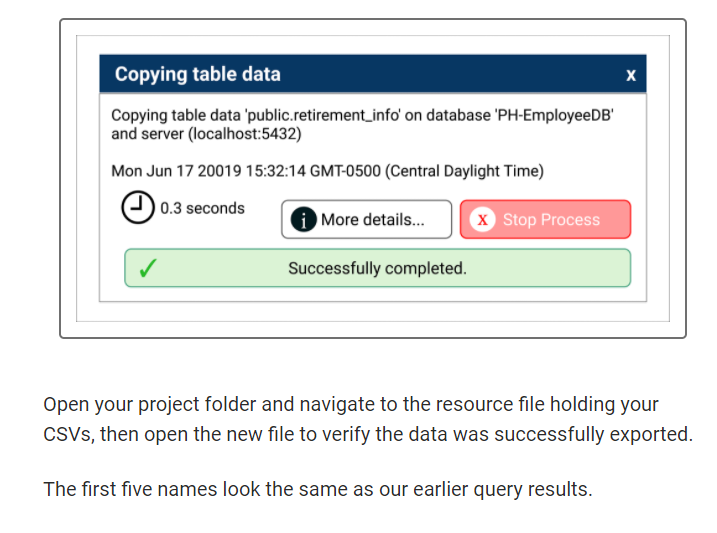 Copying table data x
Copying table data 'public.retirement_info' on database 'PH-EmployeeDB'
and server (localhost:5432)
Mon Jun 17 20019 15:32:14 GMT-0500 (Central Daylight Time)
0.3 seconds
i More details...
X Stop Process
✓ Successfully completed.
Open your project folder and navigate to the resource file holding your
CSVs, then open the new file to verify the data was successfully exported.
The first five names look the same as our earlier query results.